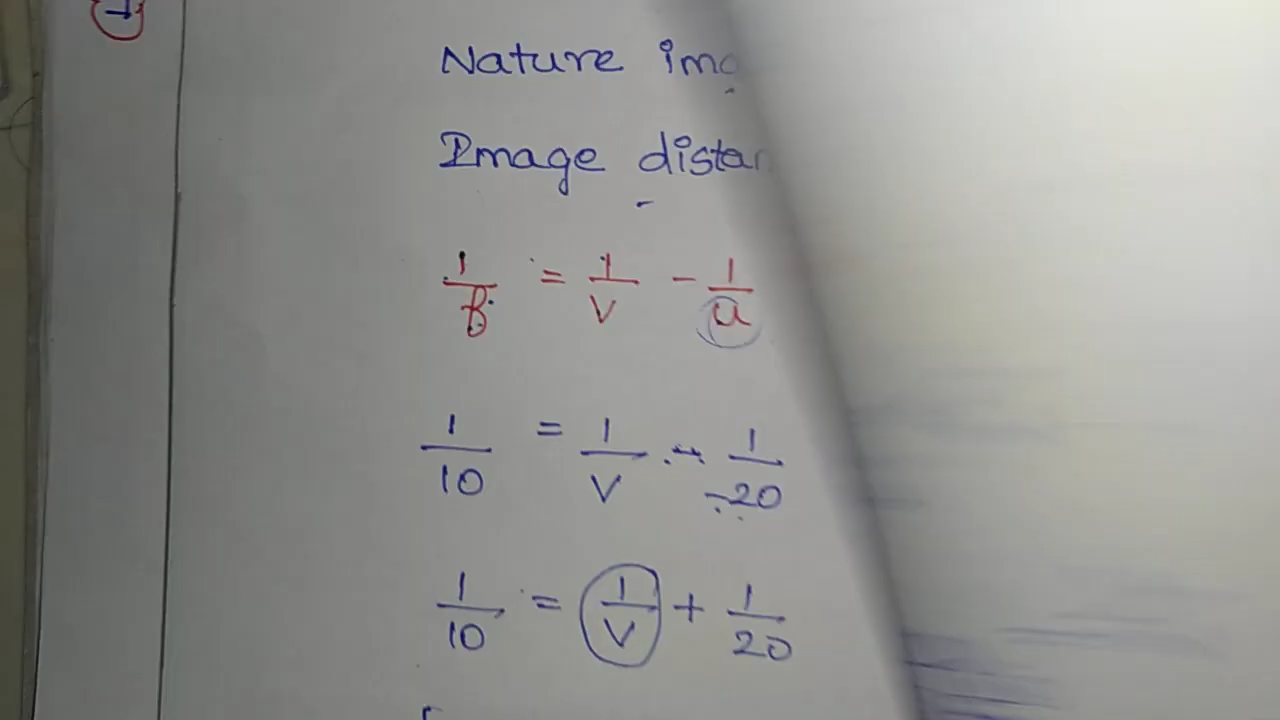 Nature
Image
1/f = 1/v - 1/u
1/10 = 1/v - 1/-20
1/10 = 1/v + 1/20